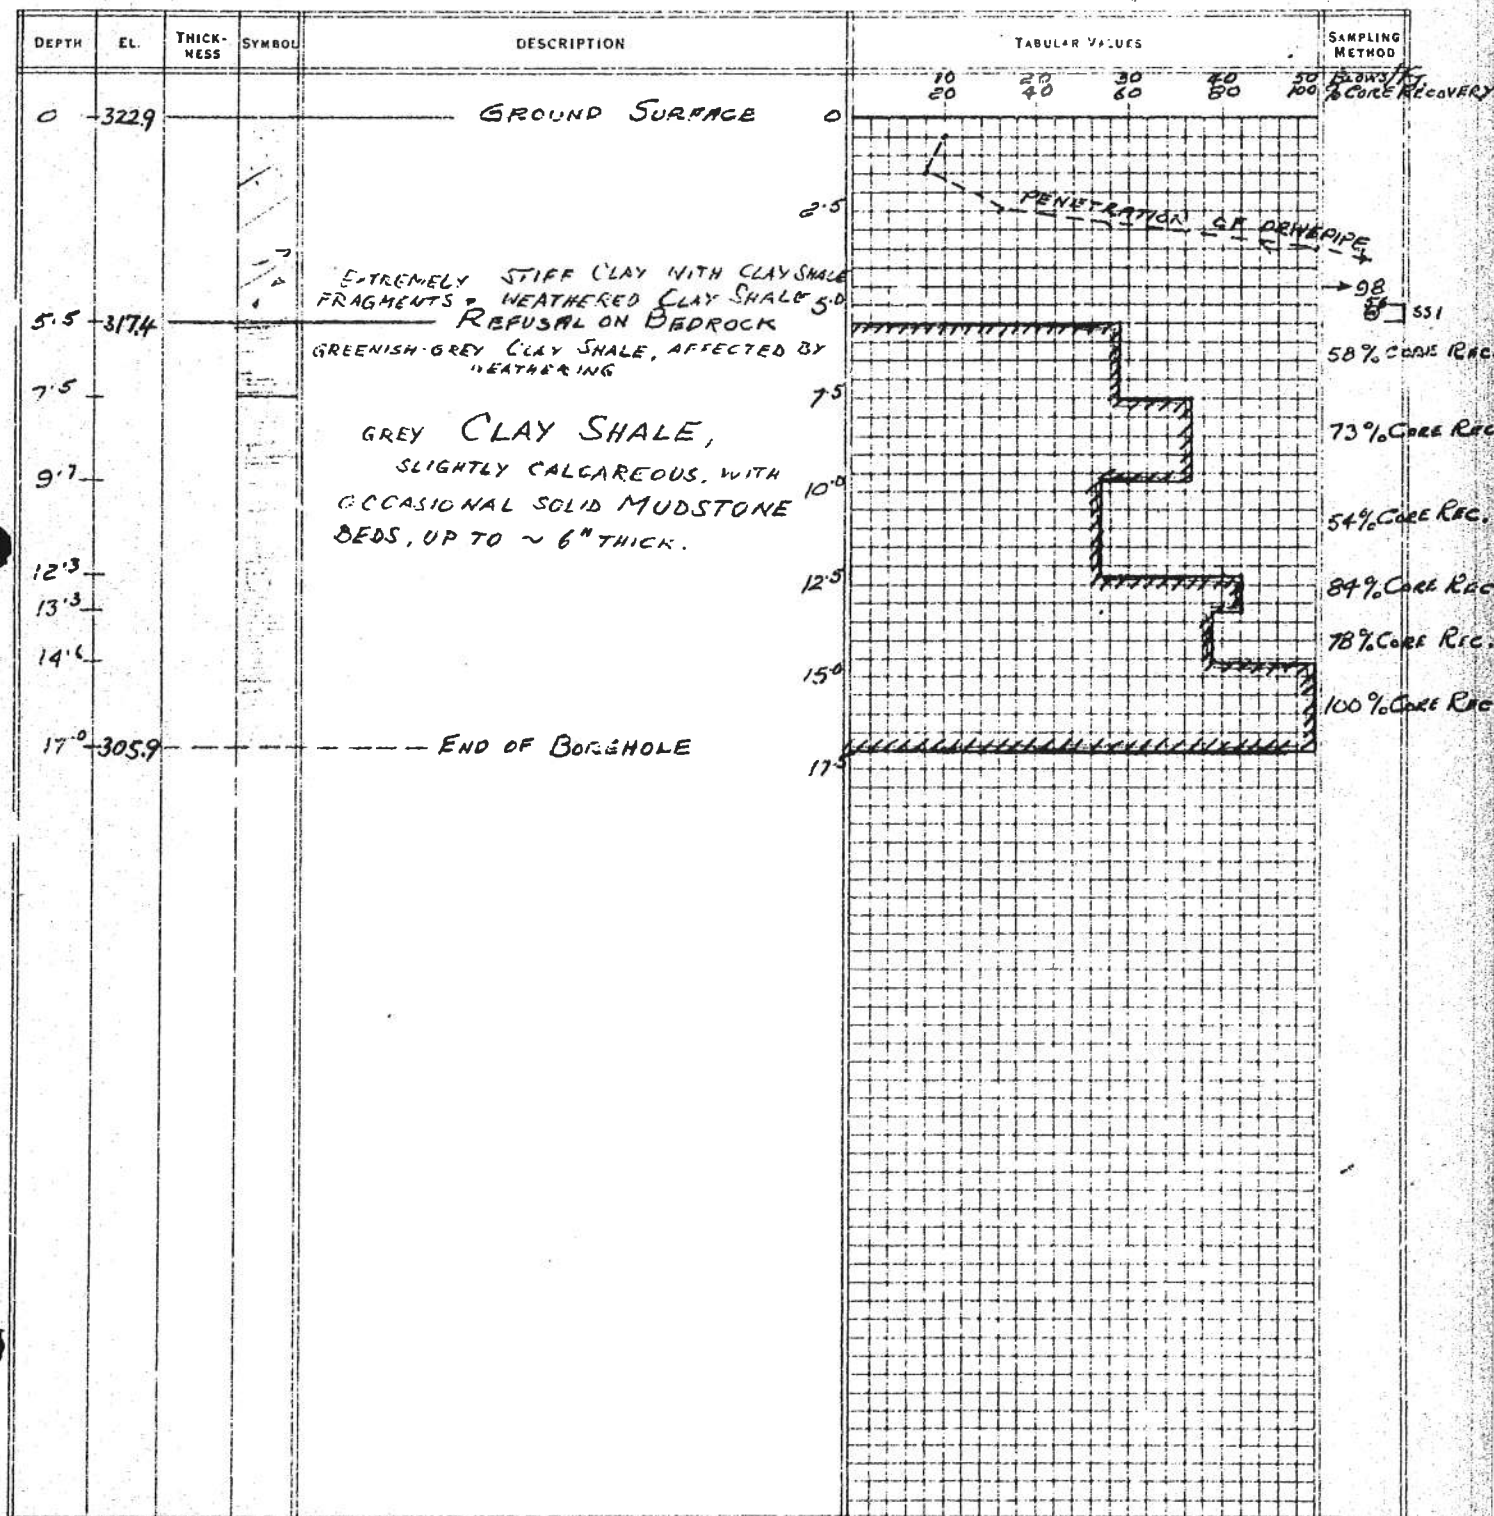 DEPTH EL. THICK-NESS SYMBOL DESCRIPTION TABULAR VALUES SAMPLING METHOD
10 20 30 40 50 BLOWS/FT.
20 40 60 80 100 % CORE RECOVERY
0 322.9 GROUND SURFACE 0
2.5
PENETRATION OF DRIVEPIPE
EXTREMELY STIFF CLAY WITH CLAY SHALE
98
FRAGMENTS & WEATHERED CLAY SHALE 5.0
SS1
5.5 317.4 REFUSAL ON BEDROCK
GREENISH-GREY CLAY SHALE, AFFECTED BY
WEATHERING
58% CORE REC.
7.5 7.5
GREY CLAY SHALE,
73% CORE REC
SLIGHTLY CALCAREOUS, WITH
9.7
OCCASIONAL SOLID MUDSTONE 10.0
BEDS, UP TO ~ 6" THICK.
54% CORE REC.
12.3 12.5
84% CORE REC
13.3
78% CORE REC.
14.6
15.0
100% CORE REC
17.0 305.9 END OF BOREHOLE
17.5